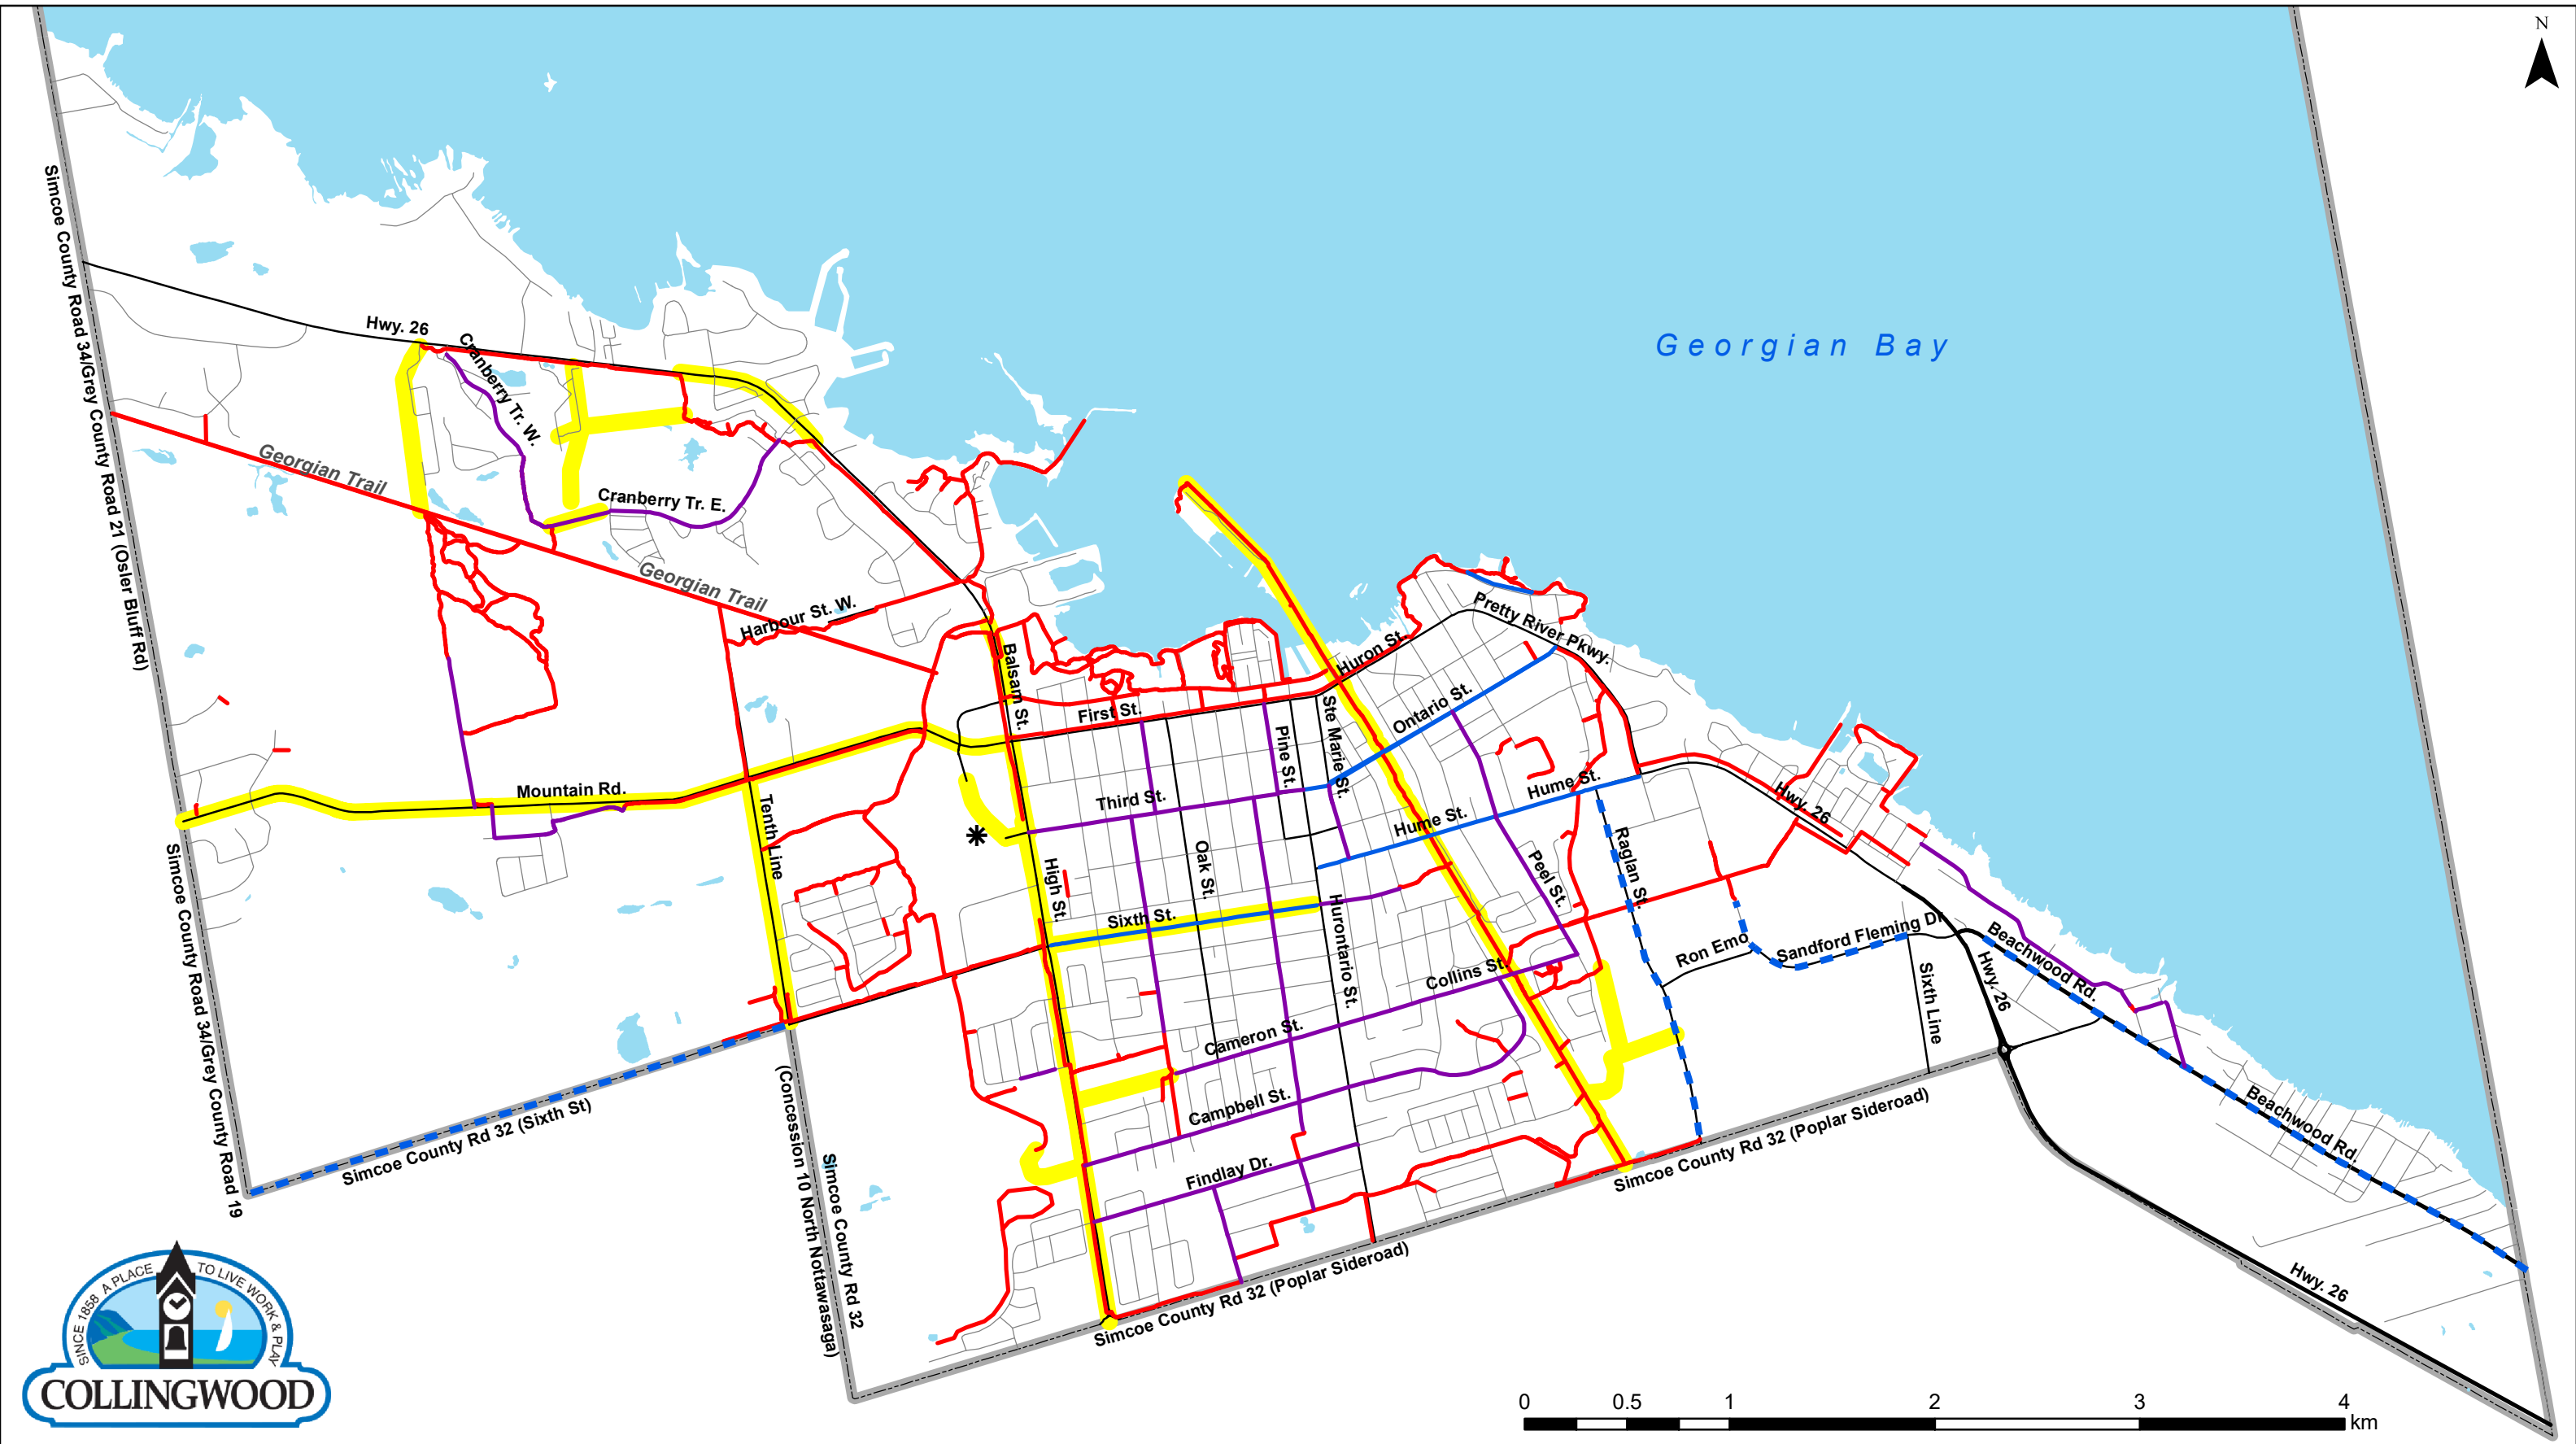 N
Georgian Bay
Simcoe County Road 34/Grey County Road 21 (Osler Bluff Rd)
Hwy. 26
Cranberry Tr. W.
Georgian Trail
Cranberry Tr. E.
Georgian Trail
Harbour St. W.
Balsam St.
First St.
Huron St.
Pretty River Pkwy.
Ontario St.
Ste Marie St.
Pine St.
Mountain Rd.
Third St.
Hume St.
Hume St.
Hwy. 26
Tenth Line
*
High St.
Oak St.
Peel St.
Raglan St.
Simcoe County Road 34/Grey County Road 19
Sixth St.
Hurontario St.
Ron Emo
Sandford Fleming Dr.
Beachwood Rd.
Collins St.
Sixth Line
Hwy. 26
Cameron St.
Campbell St.
Simcoe County Rd 32 (Sixth St)
(Concession 10 North Nottawasaga)
Simcoe County Rd 32
Findlay Dr.
Simcoe County Rd 32 (Poplar Sideroad)
Beachwood Rd.
Simcoe County Rd 32 (Poplar Sideroad)
Hwy. 26
SINCE 1858 A PLACE TO LIVE WORK & PLAY
COLLINGWOOD
0 0.5 1 2 3 4
km